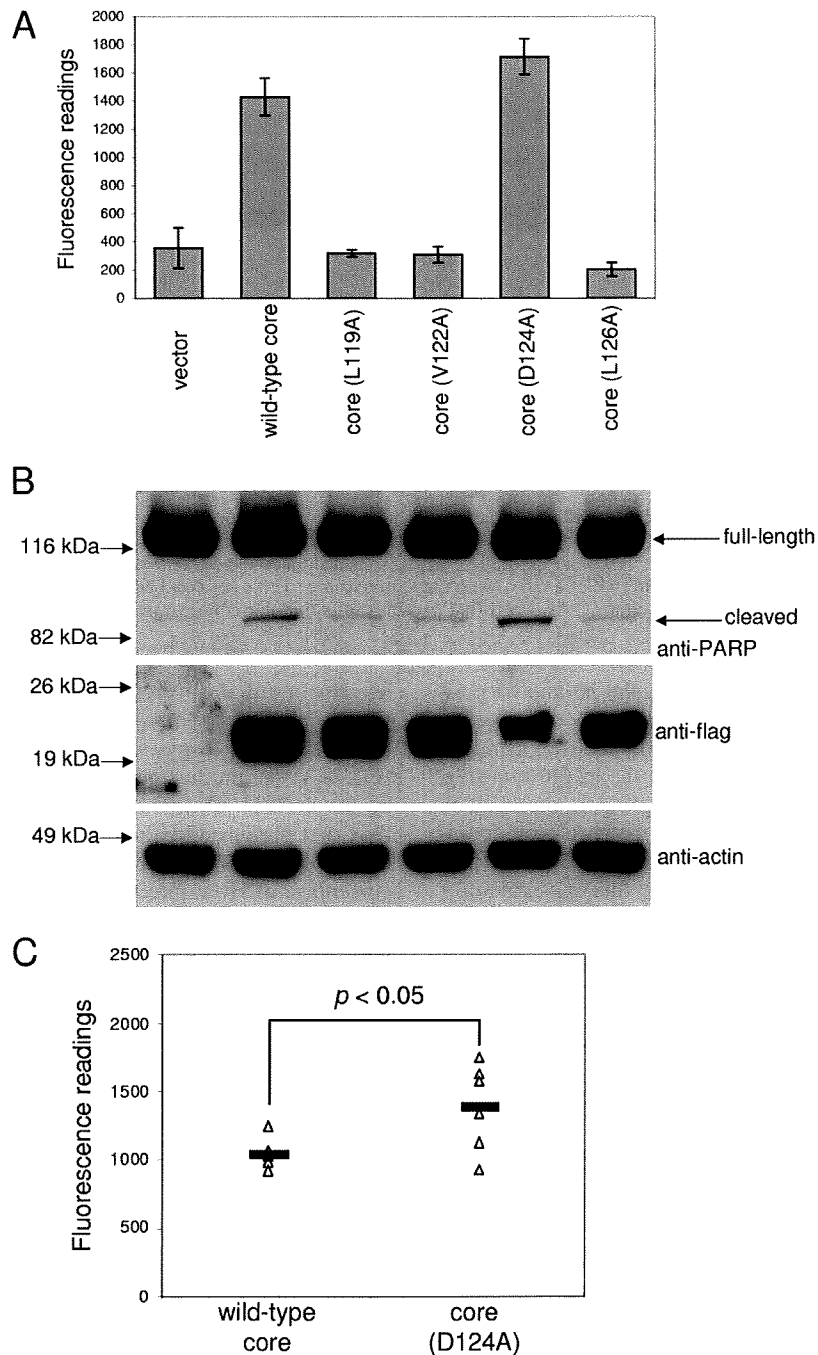 A
Fluorescence readings
2000
1800
1600
1400
1200
1000
800
600
400
200
0
vector
wild-type core
core (L119A)
core (V122A)
core (D124A)
core (L126A)
B
116 kDa
full-length
82 kDa
cleaved
anti-PARP
26 kDa
19 kDa
anti-flag
49 kDa
anti-actin
C
Fluorescence readings
2500
2000
1500
1000
500
0
p < 0.05
wild-type
core
core
(D124A)